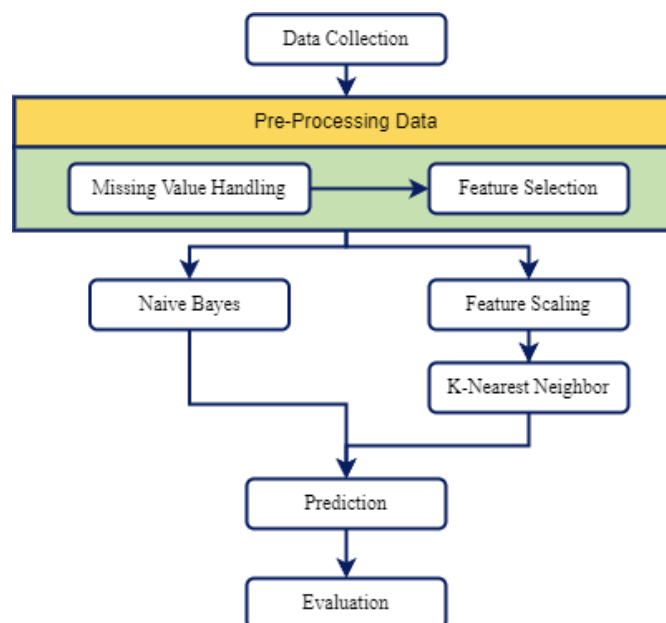 Data Collection
Pre-Processing Data
Missing Value Handling
Feature Selection
Naive Bayes
Feature Scaling
K-Nearest Neighbor
Prediction
Evaluation